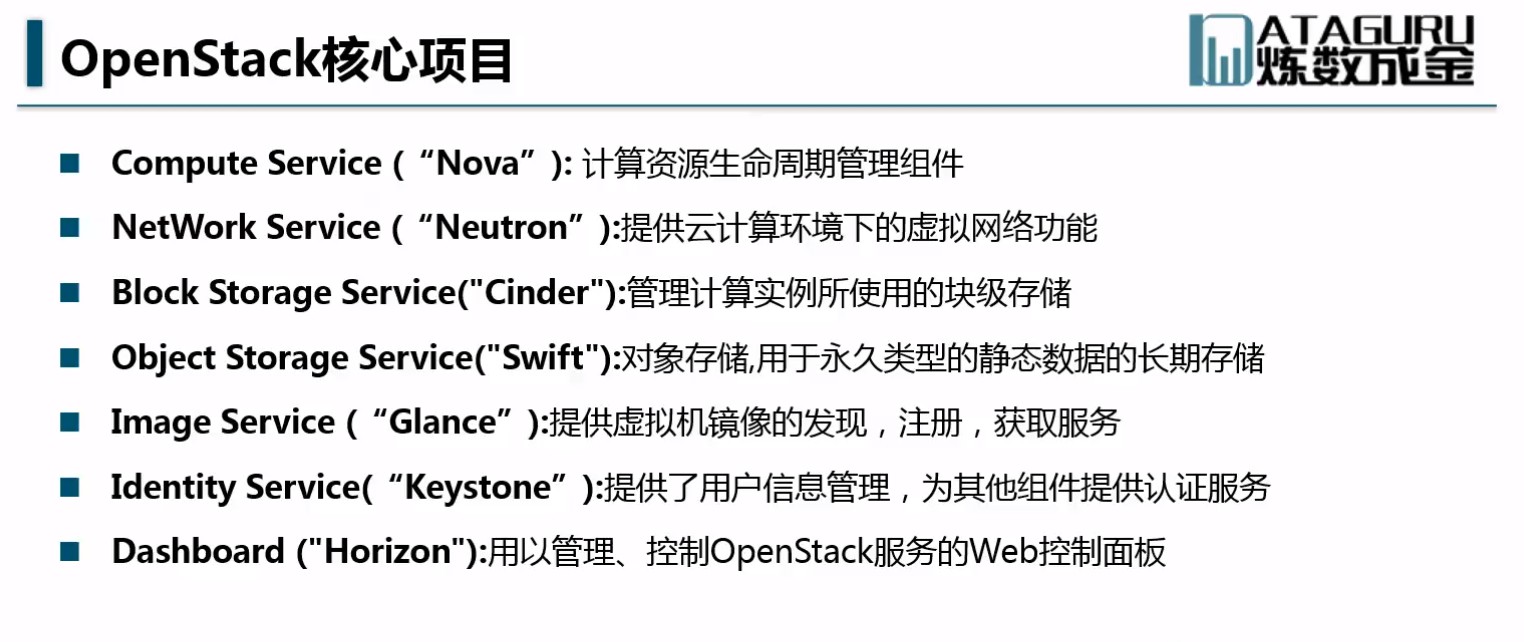 OpenStack核心项目
DATAGURU
炼数成金
Compute Service (“Nova”): 计算资源生命周期管理组件
NetWork Service (“Neutron”):提供云计算环境下的虚拟网络功能
Block Storage Service("Cinder"):管理计算实例所使用的块级存储
Object Storage Service("Swift"):对象存储,用于永久类型的静态数据的长期存储
Image Service (“Glance”):提供虚拟机镜像的发现，注册，获取服务
Identity Service(“Keystone”):提供了用户信息管理，为其他组件提供认证服务
Dashboard ("Horizon"):用以管理、控制OpenStack服务的Web控制面板